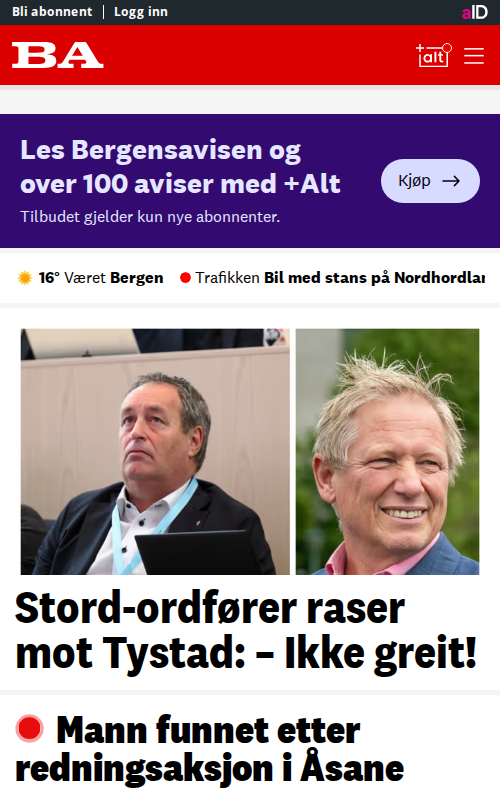 Bli abonnent | Logg inn
aID
BA
+alt
Les Bergensavisen og
over 100 aviser med +Alt
Kjøp →
Tilbudet gjelder kun nye abonnenter.
16° Været Bergen
Trafikken Bil med stans på Nordhordlan
Stord-ordfører raser
mot Tystad: – Ikke greit!
Mann funnet etter
redningsaksjon i Åsane